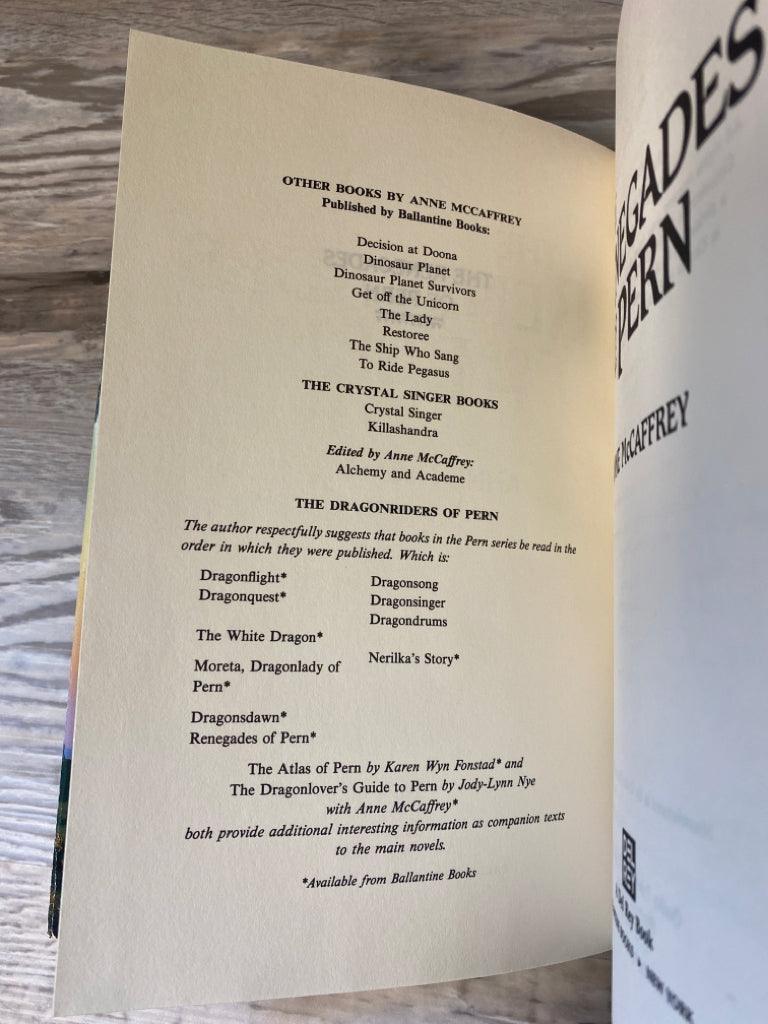 OTHER BOOKS BY ANNE MCCAFFREY
Published by Ballantine Books:
Decision at Doona
Dinosaur Planet
Dinosaur Planet Survivors
Get off the Unicorn
The Lady
Restoree
The Ship Who Sang
To Ride Pegasus
THE CRYSTAL SINGER BOOKS
Crystal Singer
Killashandra
Edited by Anne McCaffrey:
Alchemy and Academe
THE DRAGONRIDERS OF PERN
The author respectfully suggests that books in the Pern series be read in the
order in which they were published. Which is:
Dragonflight*
Dragonquest*
The White Dragon*
Moreta, Dragonlady of
Pern*
Dragonsdawn*
Renegades of Pern*
Dragonsong
Dragonsinger
Dragondrums
Nerilka's Story*
The Atlas of Pern by Karen Wyn Fonstad* and
The Dragonlover's Guide to Pern by Jody-Lynn Nye
with Anne McCaffrey*
both provide additional interesting information as companion texts
to the main novels.
*Available from Ballantine Books
EGADES
PERN
McCAFFREY
A Del Rey Book
BOOKS • NEW YORK